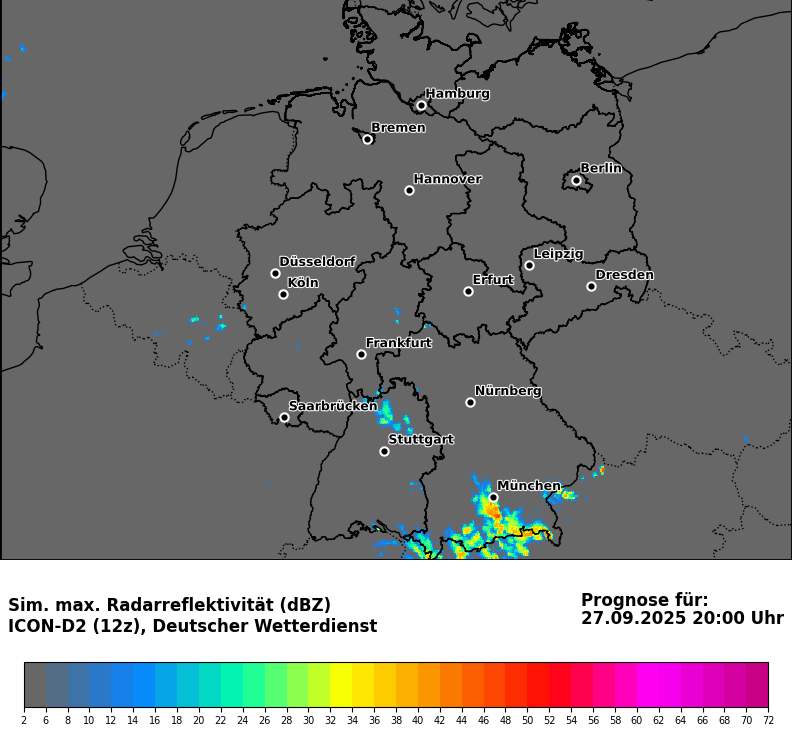 Hamburg
Bremen
Berlin
Hannover
Leipzig
Düsseldorf
Dresden
Köln
Erfurt
Frankfurt
Nürnberg
Saarbrücken
Stuttgart
München
Sim. max. Radarreflektivität (dBZ)
ICON-D2 (12z), Deutscher Wetterdienst
Prognose für:
27.09.2025 20:00 Uhr
2 6 8 10 12 14 16 18 20 22 24 26 28 30 32 34 36 38 40 42 44 46 48 50 52 54 56 58 60 62 64 66 68 70 72